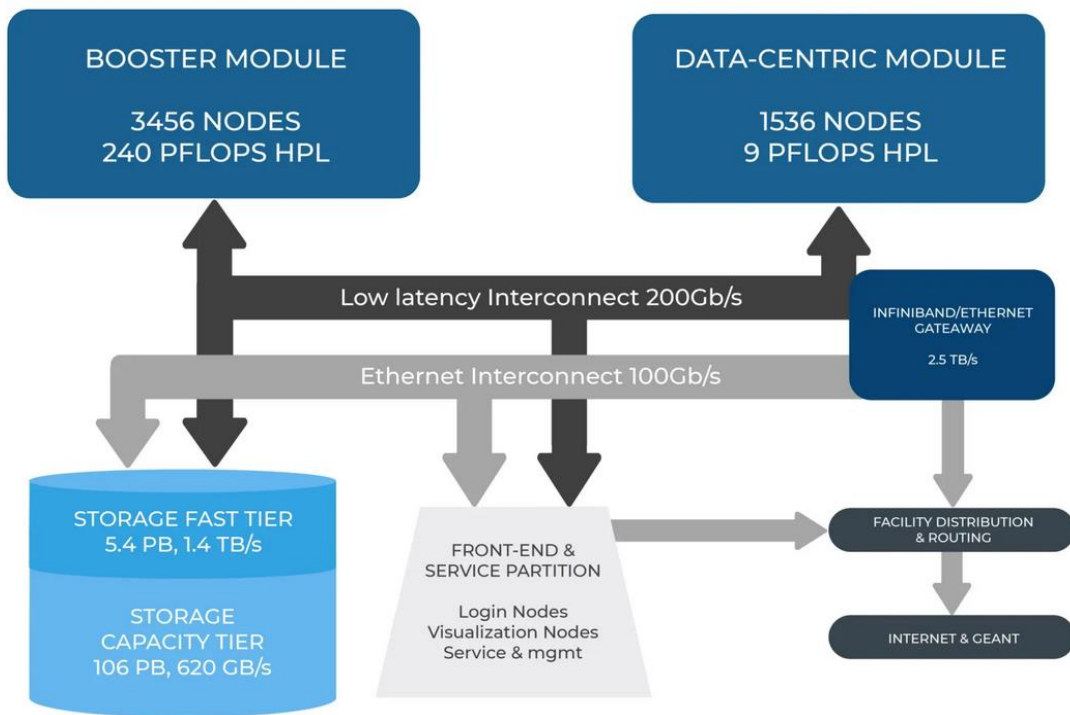 BOOSTER MODULE
3456 NODES
240 PFLOPS HPL
DATA-CENTRIC MODULE
1536 NODES
9 PFLOPS HPL
Low latency Interconnect 200Gb/s
INFINIBAND/ETHERNET
GATEAWAY
2.5 TB/s
Ethernet Interconnect 100Gb/s
STORAGE FAST TIER
5.4 PB, 1.4 TB/s
STORAGE
CAPACITY TIER
106 PB, 620 GB/s
FRONT-END &
SERVICE PARTITION
Login Nodes
Visualization Nodes
Service & mgmt
FACILITY DISTRIBUTION
& ROUTING
INTERNET & GEANT